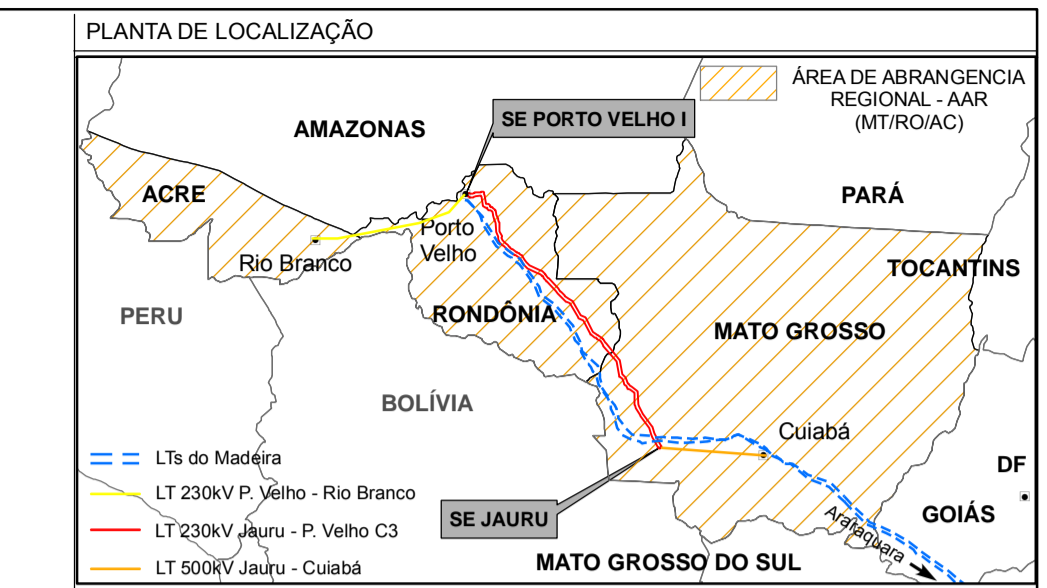 PLANTA DE LOCALIZAÇÃO
ÁREA DE ABRANGENCIA
REGIONAL - AAR
(MT/RO/AC)
SE PORTO VELHO I
AMAZONAS
ACRE
PARÁ
Porto
Velho
Rio Branco
TOCANTINS
PERU
RONDÔNIA
MATO GROSSO
BOLÍVIA
Cuiabá
LTs do Madeira
DF
LT 230kV P. Velho - Rio Branco
SE JAURU
GOIÁS
LT 230kV Jauru - P. Velho C3
Araraquara
LT 500kV Jauru - Cuiabá
MATO GROSSO DO SUL